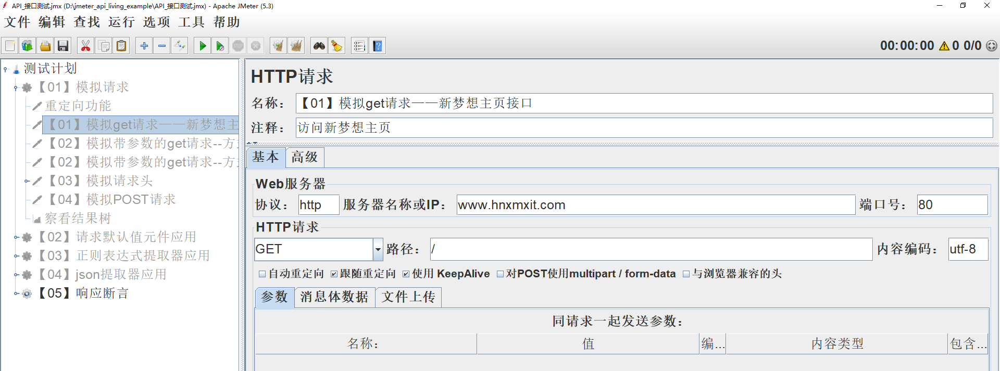 API_接口测试.jmx (D:\jmeter_api_living_example\API_接口测试.jmx) - Apache JMeter (5.3)
文件 编辑 查找 运行 选项 工具 帮助
00:00:00 0 0/0
测试计划
【01】模拟请求
重定向功能
【01】模拟get请求——新梦想主
【02】模拟带参数的get请求--方
【02】模拟带参数的get请求--方
【03】模拟请求头
【04】模拟POST请求
察看结果树
【02】请求默认值元件应用
【03】正则表达式提取器应用
【04】json提取器应用
【05】响应断言
HTTP请求
名称： 【01】模拟get请求——新梦想主页接口
注释： 访问新梦想主页
基本 高级
Web服务器
协议： http 服务器名称或IP： www.hnxmxit.com 端口号： 80
HTTP请求
GET 路径： / 内容编码： utf-8
自动重定向 跟随重定向 使用 KeepAlive 对POST使用multipart / form-data 与浏览器兼容的头
参数 消息体数据 文件上传
同请求一起发送参数：
名称： 值 编... 内容类型 包含...